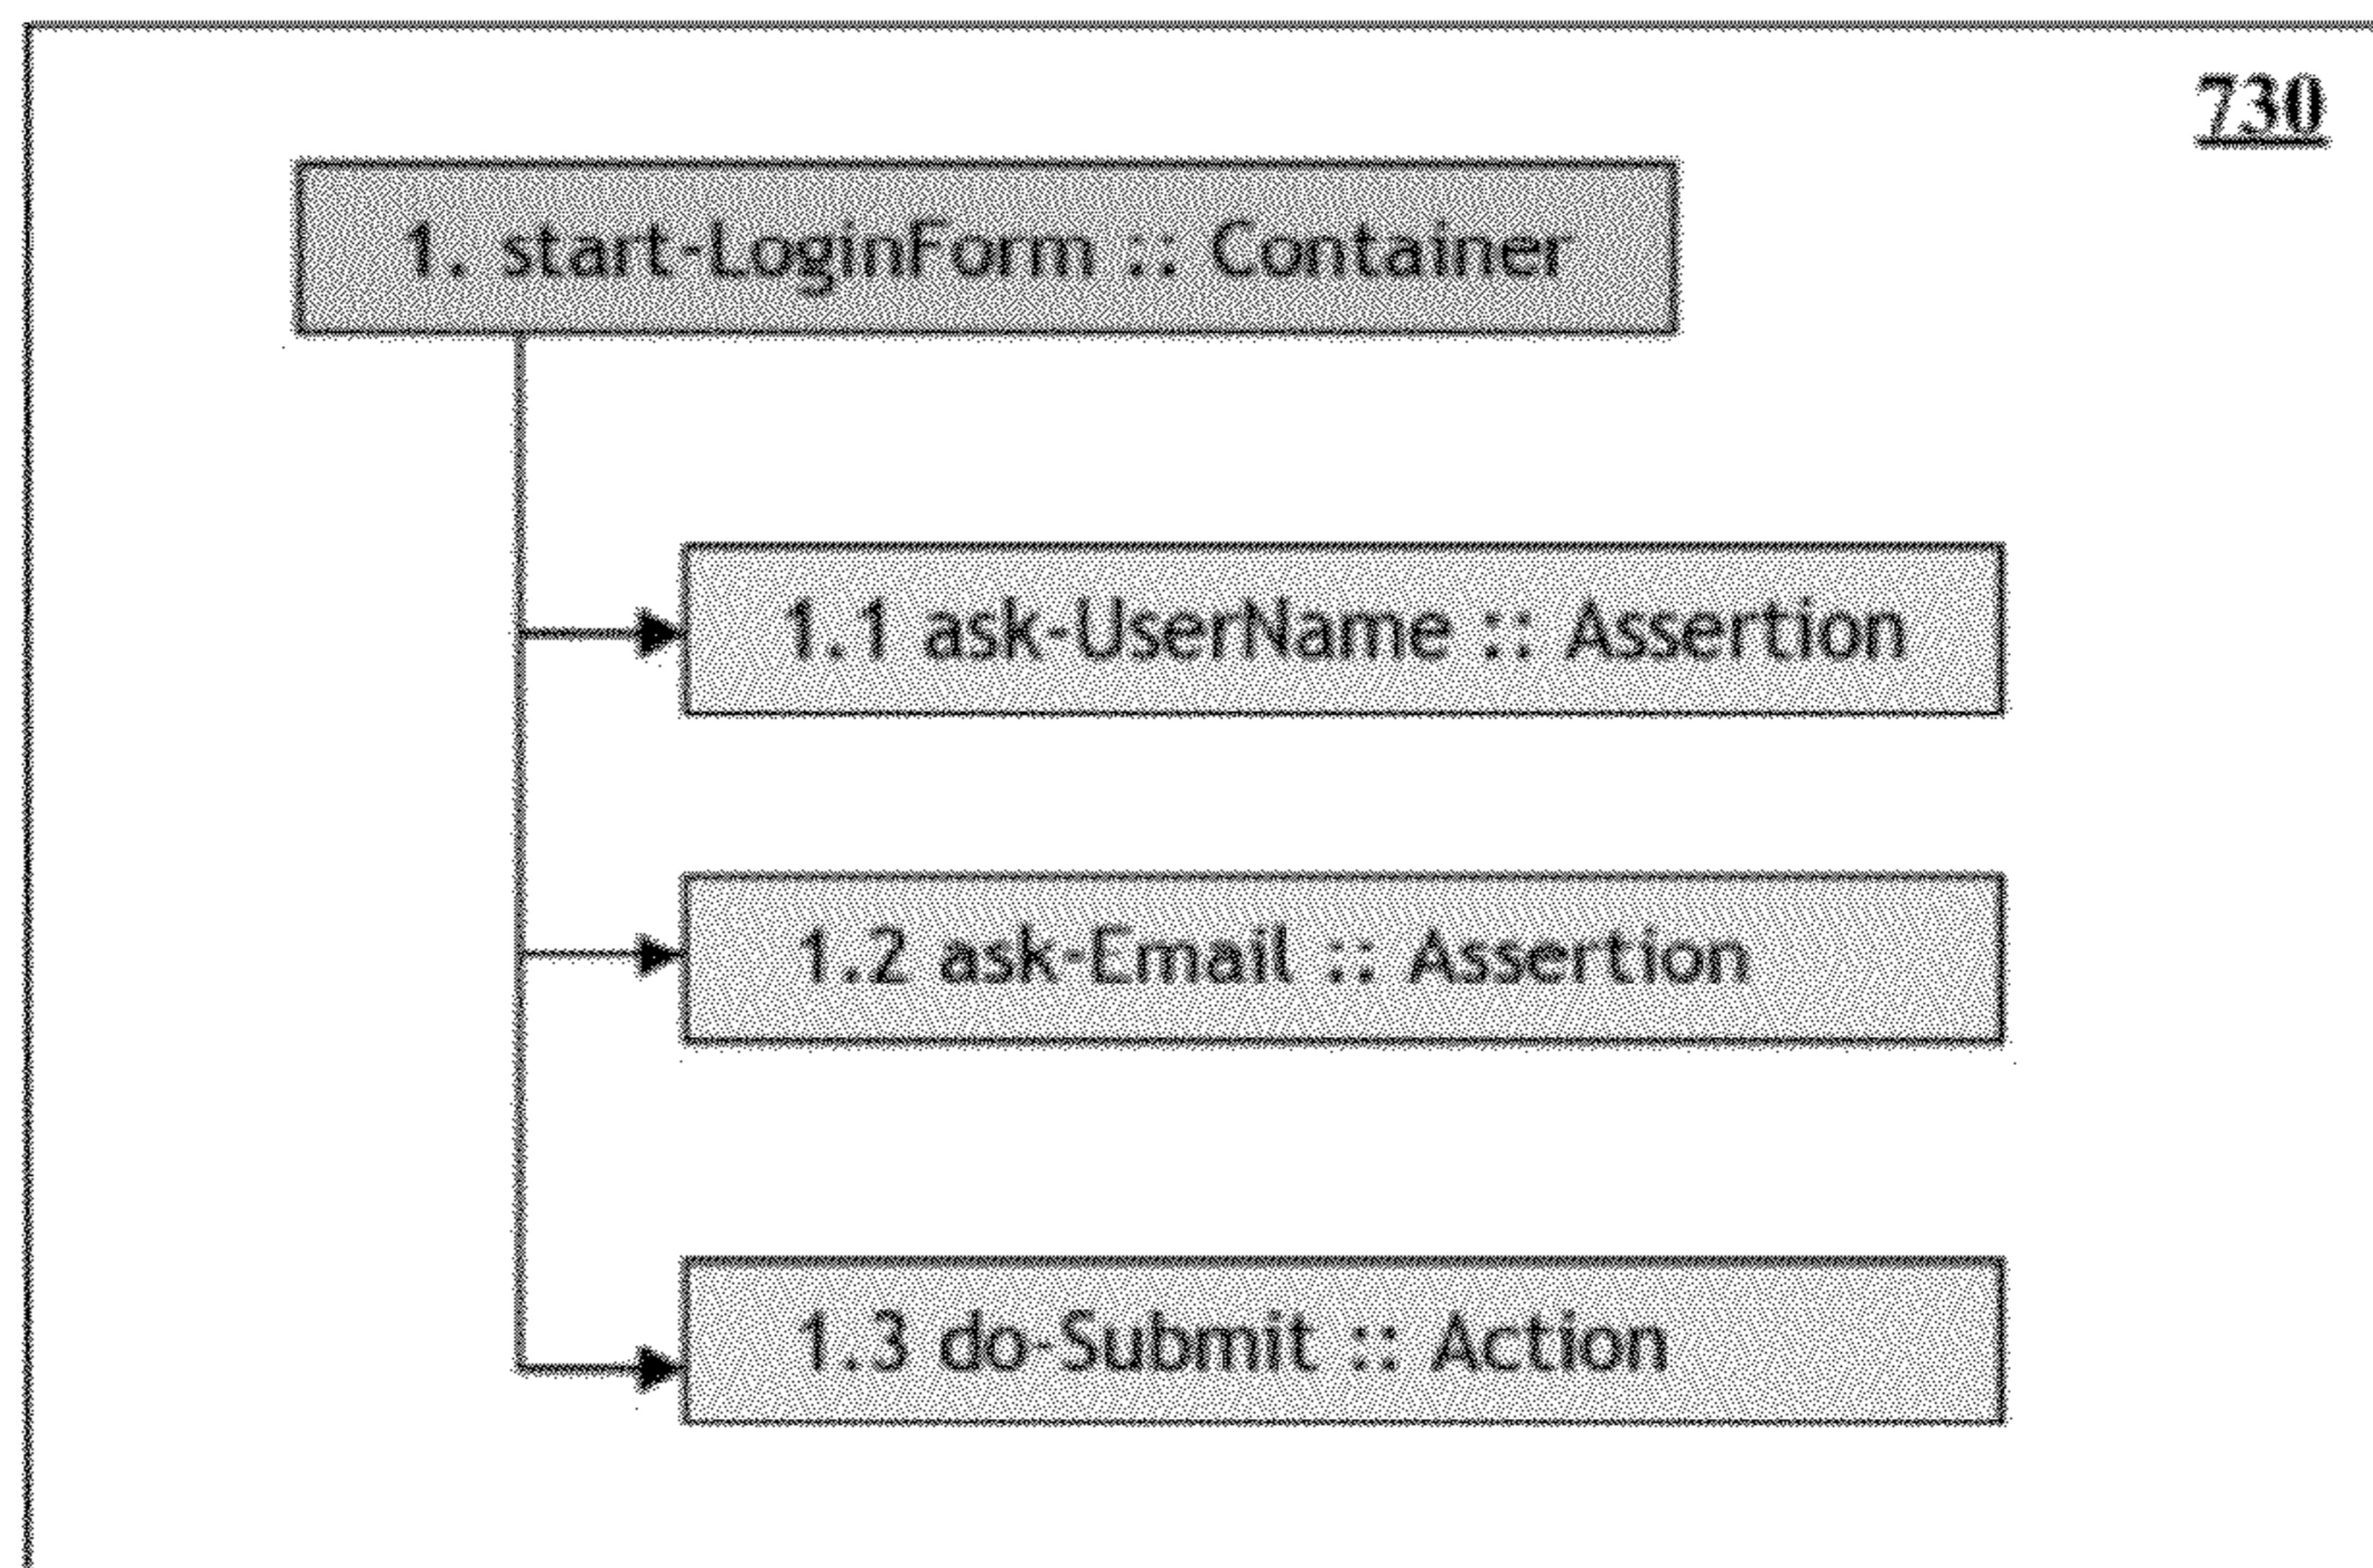 730
1. start-LoginForm :: Container
1.1 ask-UserName :: Assertion
1.2 ask-Email :: Assertion
1.3 do-Submit :: Action